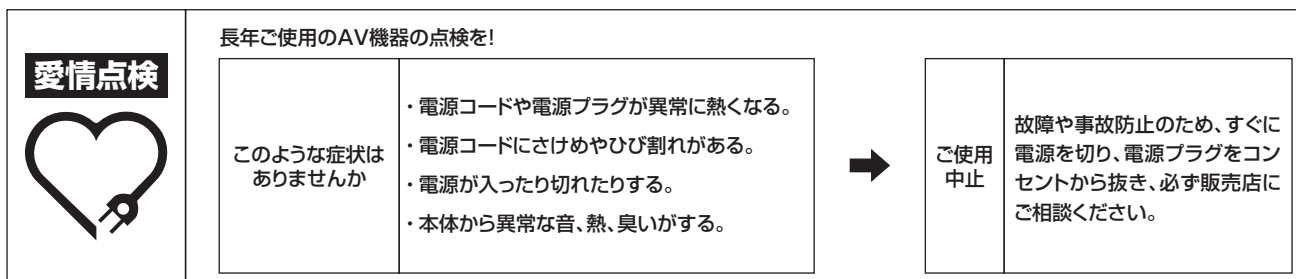 愛情点検
長年ご使用のAV機器の点検を!
このような症状は
ありませんか
・電源コードや電源プラグが異常に熱くなる。
・電源コードにさけめやひび割れがある。
・電源が入ったり切れたりする。
・本体から異常な音、熱、臭いがする。
ご使用
中止
故障や事故防止のため、すぐに
電源を切り、電源プラグをコン
セントから抜き、必ず販売店に
ご相談ください。